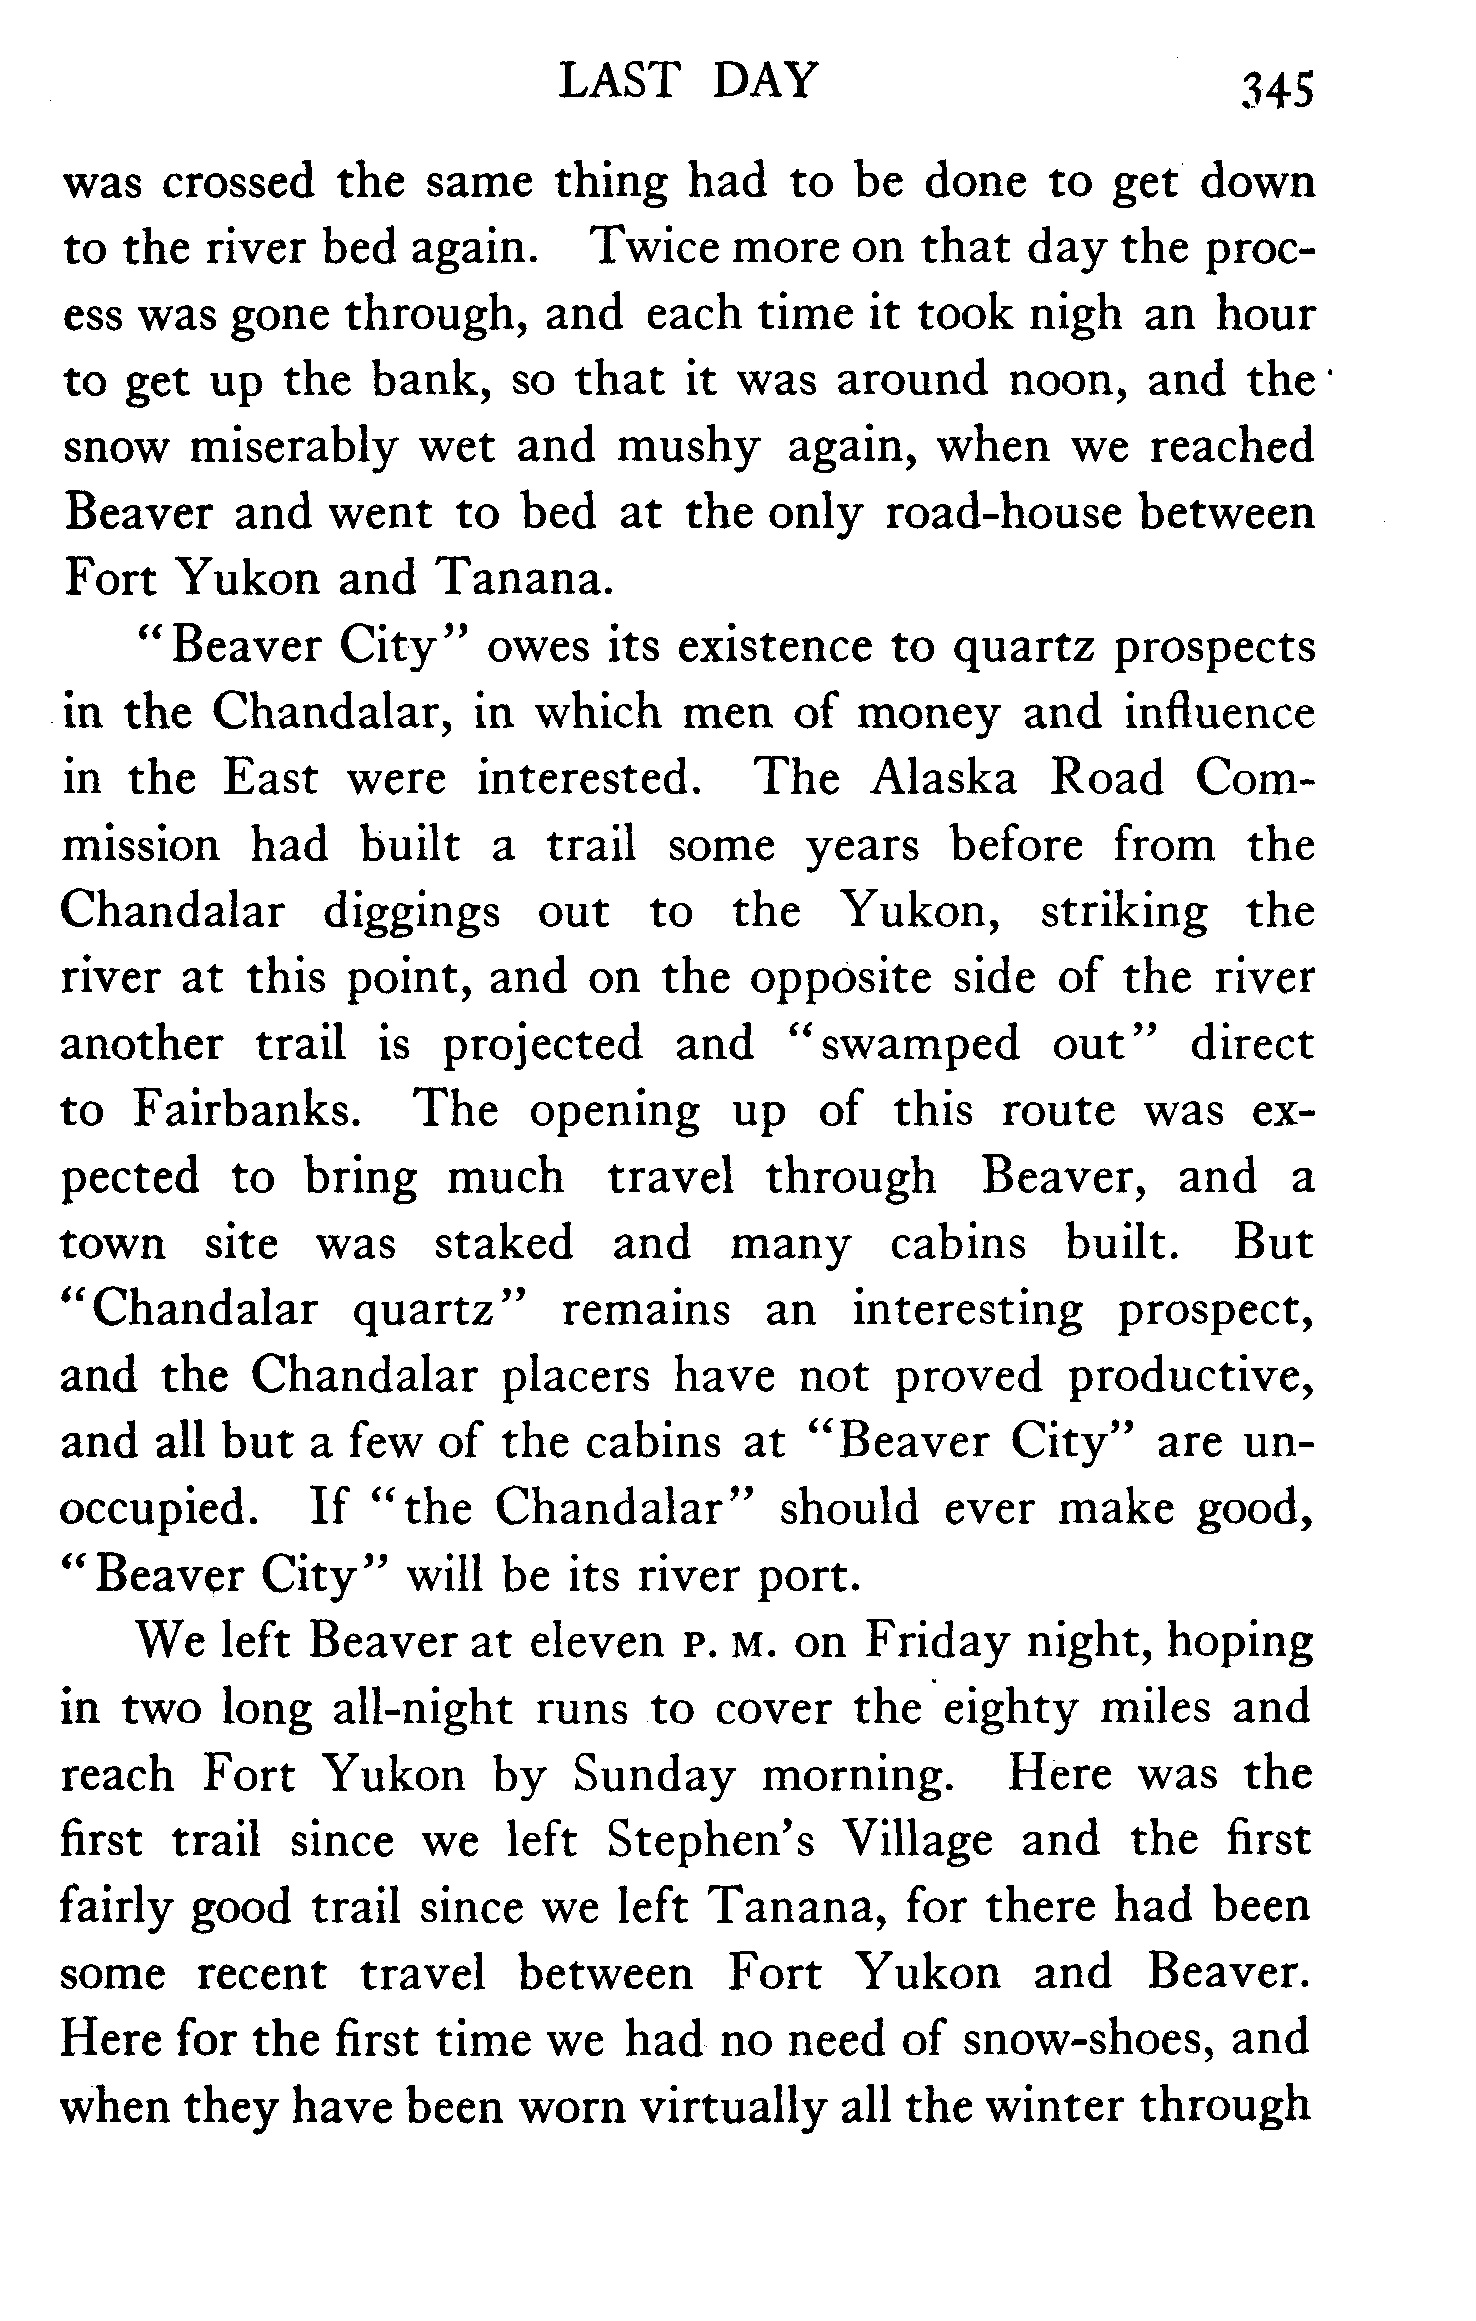 LAST DAY 345
was crossed the same thing had to be done to get down
to the river bed again. Twice more on that day the proc-
ess was gone through, and each time it took nigh an hour
to get up the bank, so that it was around noon, and the
snow miserably wet and mushy again, when we reached
Beaver and went to bed at the only road-house between
Fort Yukon and Tanana.
"Beaver City" owes its existence to quartz prospects
in the Chandalar, in which men of money and influence
in the East were interested. The Alaska Road Com-
mission had built a trail some years before from the
Chandalar diggings out to the Yukon, striking the
river at this point, and on the opposite side of the river
another trail is projected and "swamped out" direct
to Fairbanks. The opening up of this route was ex-
pected to bring much travel through Beaver, and a
town site was staked and many cabins built. But
"Chandalar quartz" remains an interesting prospect,
and the Chandalar placers have not proved productive,
and all but a few of the cabins at "Beaver City" are un-
occupied. If "the Chandalar" should ever make good,
"Beaver City" will be its river port.
We left Beaver at eleven P. M. on Friday night, hoping
in two long all-night runs to cover the eighty miles and
reach Fort Yukon by Sunday morning. Here was the
first trail since we left Stephen's Village and the first
fairly good trail since we left Tanana, for there had been
some recent travel between Fort Yukon and Beaver.
Here for the first time we had no need of snow-shoes, and
when they have been worn virtually all the winter through